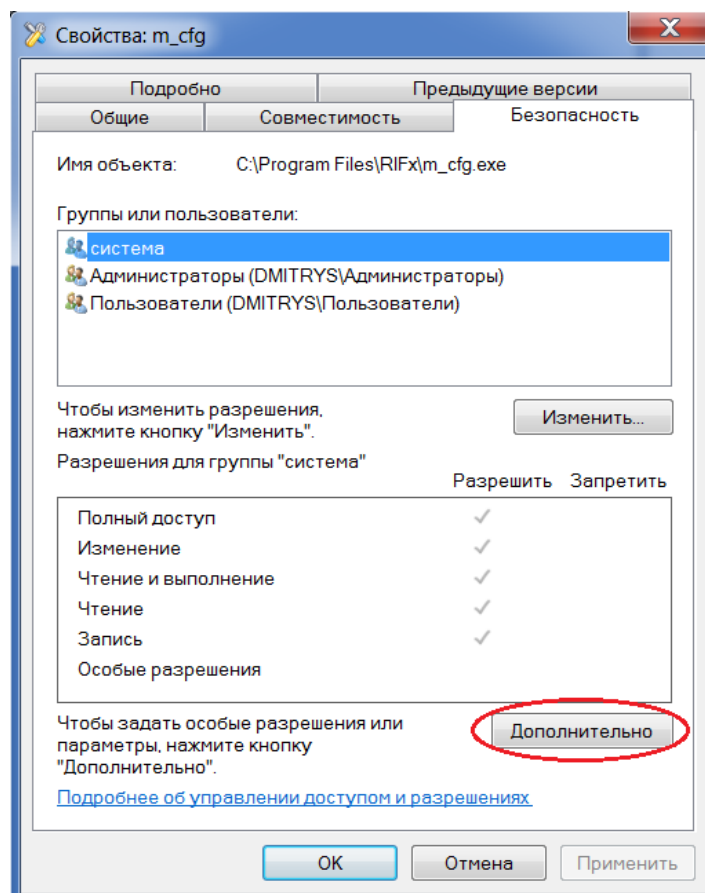 Свойства: m_cfg
X
Подробно Предыдущие версии
Общие Совместимость Безопасность
Имя объекта: C:\Program Files\RIFx\m_cfg.exe
Группы или пользователи:
система
Администраторы (DMITRYS\Администраторы)
Пользователи (DMITRYS\Пользователи)
Чтобы изменить разрешения,
нажмите кнопку "Изменить".
Изменить...
Разрешения для группы "система"
Разрешить Запретить
Полный доступ
Изменение
Чтение и выполнение
Чтение
Запись
Особые разрешения
Чтобы задать особые разрешения или
параметры, нажмите кнопку
"Дополнительно".
Дополнительно
Подробнее об управлении доступом и разрешениях
OK Отмена Применить